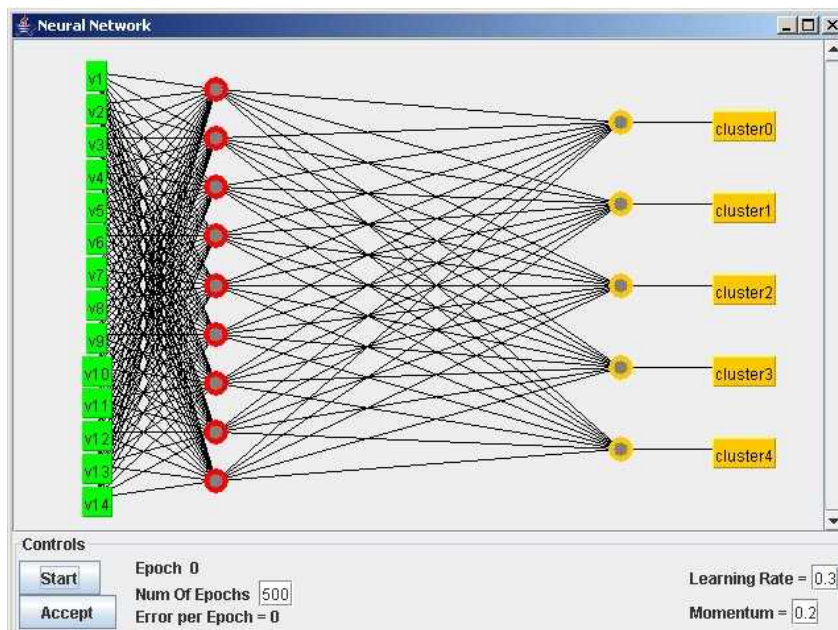 Neural Network
v1
v2
v3
v4
v5
v6
v7
v8
v9
v10
v11
v12
v13
v14
cluster0
cluster1
cluster2
cluster3
cluster4
Controls
Start
Accept
Epoch 0
Num Of Epochs 500
Error per Epoch = 0
Learning Rate = 0.3
Momentum = 0.2